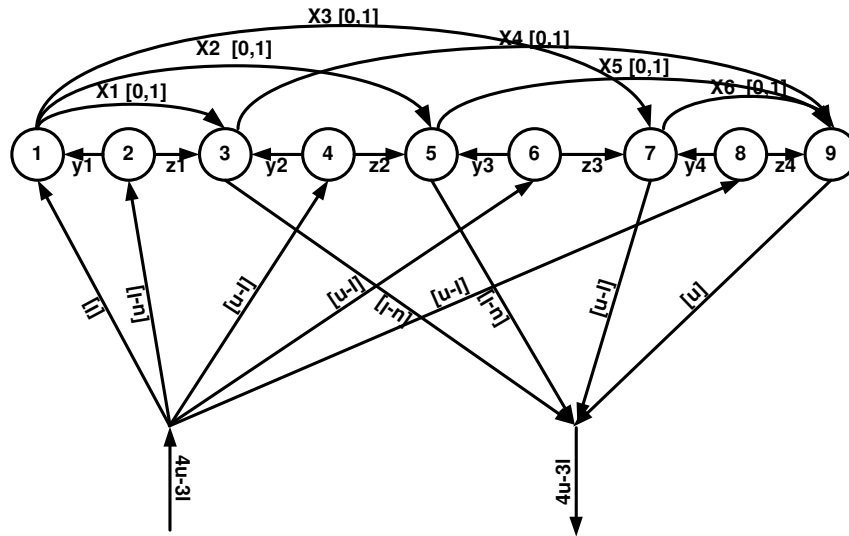 X3 [0,1]
X4 [0,1]
X2 [0,1]
X5 [0,1]
X1 [0,1]
X6 [0,1]
1
2
3
4
5
6
7
8
9
y1
z1
y2
z2
y3
z3
y4
z4
[l]
[u-l]
[u-l]
[u-l]
[u-l]
[u-l]
[u-l]
[u-l]
[u]
4u-3l
4u-3l